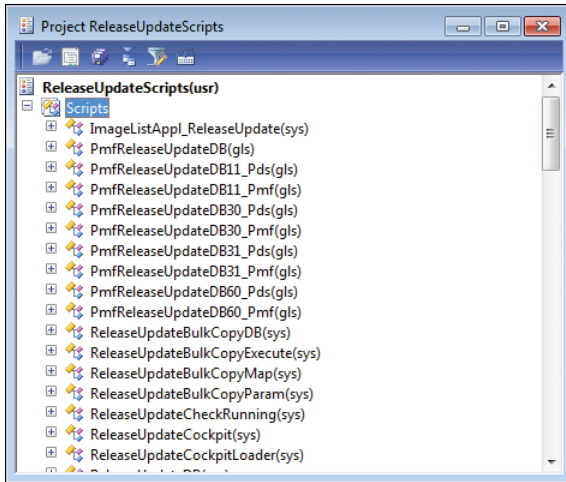 Project ReleaseUpdateScripts
ReleaseUpdateScripts(usr)
Scripts
ImageListAppl_ReleaseUpdate(sys)
PmfReleaseUpdateDB(gls)
PmfReleaseUpdateDB11_Pds(gls)
PmfReleaseUpdateDB11_Pmf(gls)
PmfReleaseUpdateDB30_Pds(gls)
PmfReleaseUpdateDB30_Pmf(gls)
PmfReleaseUpdateDB31_Pds(gls)
PmfReleaseUpdateDB31_Pmf(gls)
PmfReleaseUpdateDB60_Pds(gls)
PmfReleaseUpdateDB60_Pmf(gls)
ReleaseUpdateBulkCopyDB(sys)
ReleaseUpdateBulkCopyExecute(sys)
ReleaseUpdateBulkCopyMap(sys)
ReleaseUpdateBulkCopyParam(sys)
ReleaseUpdateCheckRunning(sys)
ReleaseUpdateCockpit(sys)
ReleaseUpdateCockpitLoader(sys)